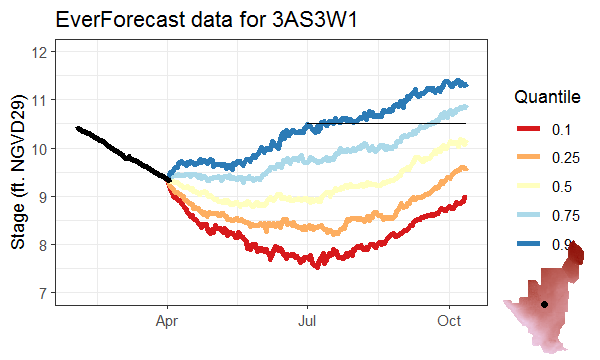 EverForecast data for 3AS3W1
12
11
10
9
8
7
Stage (ft. NGVD29)
Apr
Jul
Oct
Quantile
0.1
0.25
0.5
0.75
0.9